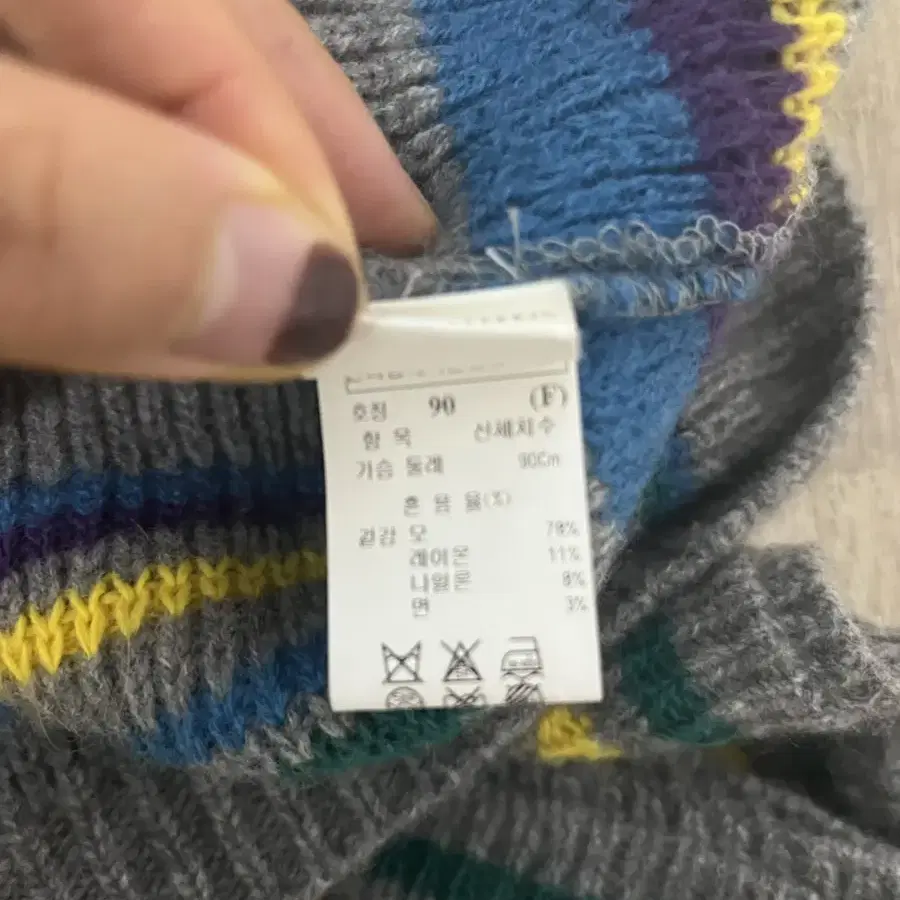 호칭 90 (F)
항 목 신체치수
가슴 둘레 90Cm
혼 용 율(%)
겉감 모 78%
레이온 11%
나일론 8%
면 3%